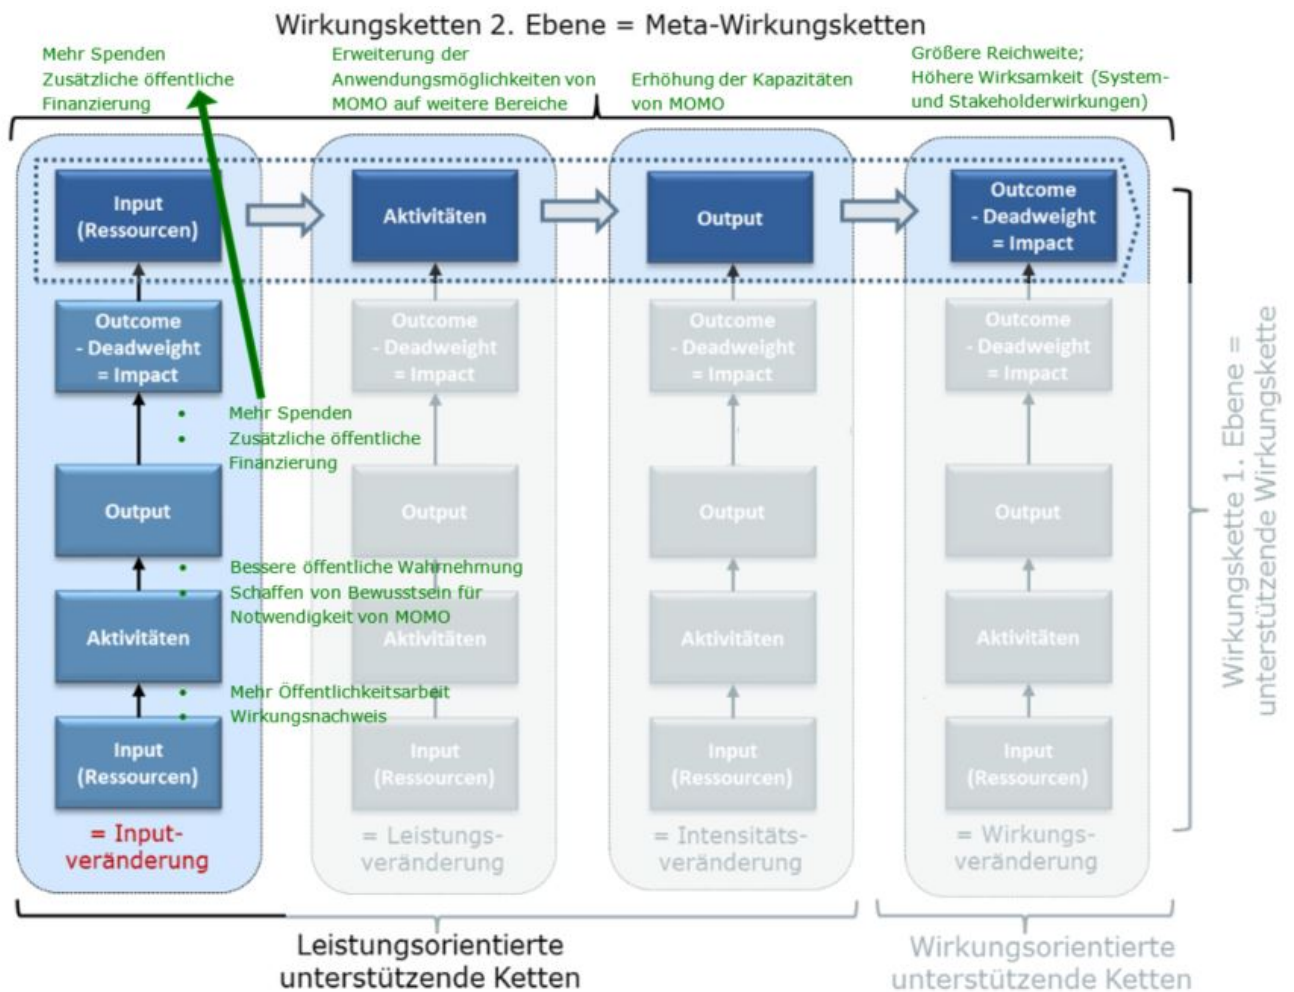 Wirkungsketten 2. Ebene = Meta-Wirkungsketten
Mehr Spenden
Zusätzliche öffentliche
Finanzierung
Erweiterung der
Anwendungsmöglichkeiten von
MOMO auf weitere Bereiche
Erhöhung der Kapazitäten
von MOMO
Größere Reichweite;
Höhere Wirksamkeit (System-
und Stakeholderwirkungen)
Input
(Ressourcen)
Aktivitäten
Output
Outcome
- Deadweight
= Impact
Outcome
- Deadweight
= Impact
• Mehr Spenden
• Zusätzliche öffentliche
Finanzierung
Output
• Bessere öffentliche Wahrnehmung
• Schaffen von Bewusstsein für
Notwendigkeit von MOMO
Aktivitäten
• Mehr Öffentlichkeitsarbeit
• Wirkungsnachweis
Input
(Ressourcen)
= Input-
veränderung
Outcome
- Deadweight
= Impact
Output
Aktivitäten
Input
(Ressourcen)
= Leistungs-
veränderung
Outcome
- Deadweight
= Impact
Output
Aktivitäten
Input
(Ressourcen)
= Intensitäts-
veränderung
Outcome
- Deadweight
= Impact
Output
Aktivitäten
Input
(Ressourcen)
= Wirkungs-
veränderung
Wirkungskette 1. Ebene =
unterstützende Wirkungskette
Leistungsorientierte
unterstützende Ketten
Wirkungsorientierte
unterstützende Ketten